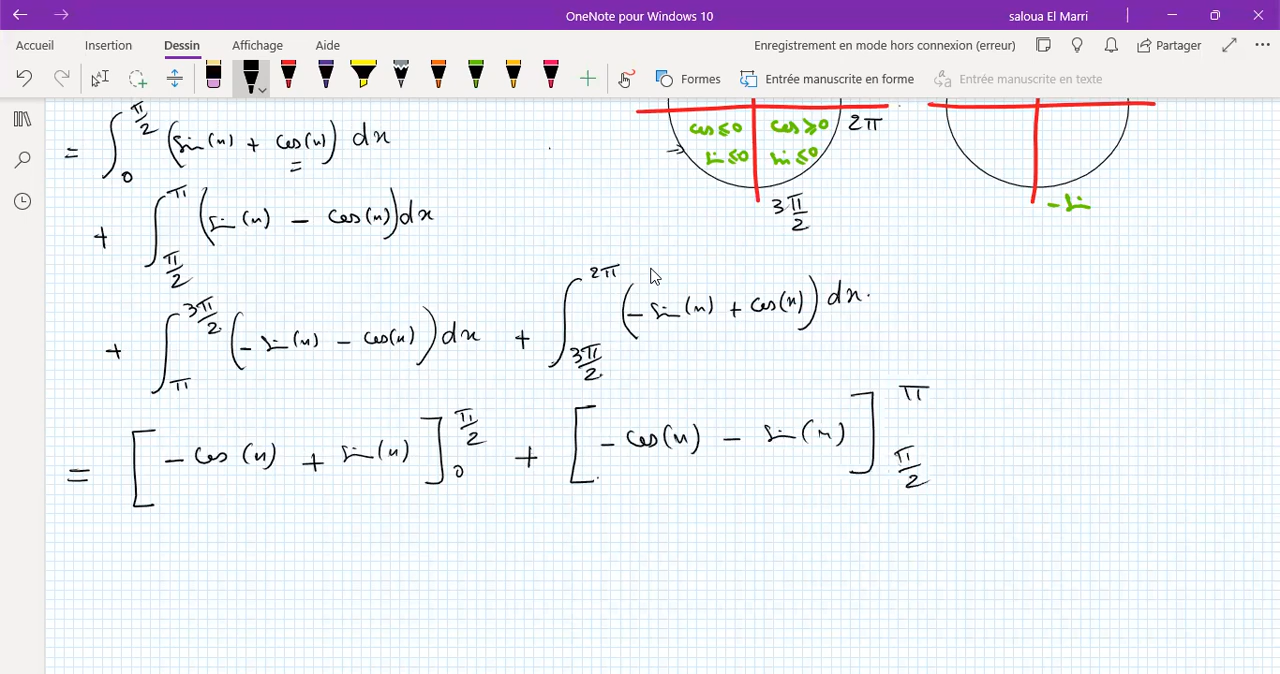 OneNote pour Windows 10
saloua El Marri
Accueil Insertion Dessin Affichage Aide
Enregistrement en mode hors connexion (erreur)
Partager
Formes
Entrée manuscrite en forme
Entrée manuscrite en texte
= ∫_0^{π/2} (sin(x) + cos(x)) dx
+ ∫_{π/2}^{π} (sin(x) − cos(x)) dx
+ ∫_{π}^{3π/2} (−sin(x) − cos(x)) dx + ∫_{3π/2}^{2π} (−sin(x) + cos(x)) dx.
= [−cos(x) + sin(x)]_0^{π/2} + [−cos(x) − sin(x)]_{π/2}^{π}
cos ≤ 0 cos ≥ 0 2π
sin ≤ 0 sin ≤ 0
3π/2
−sin